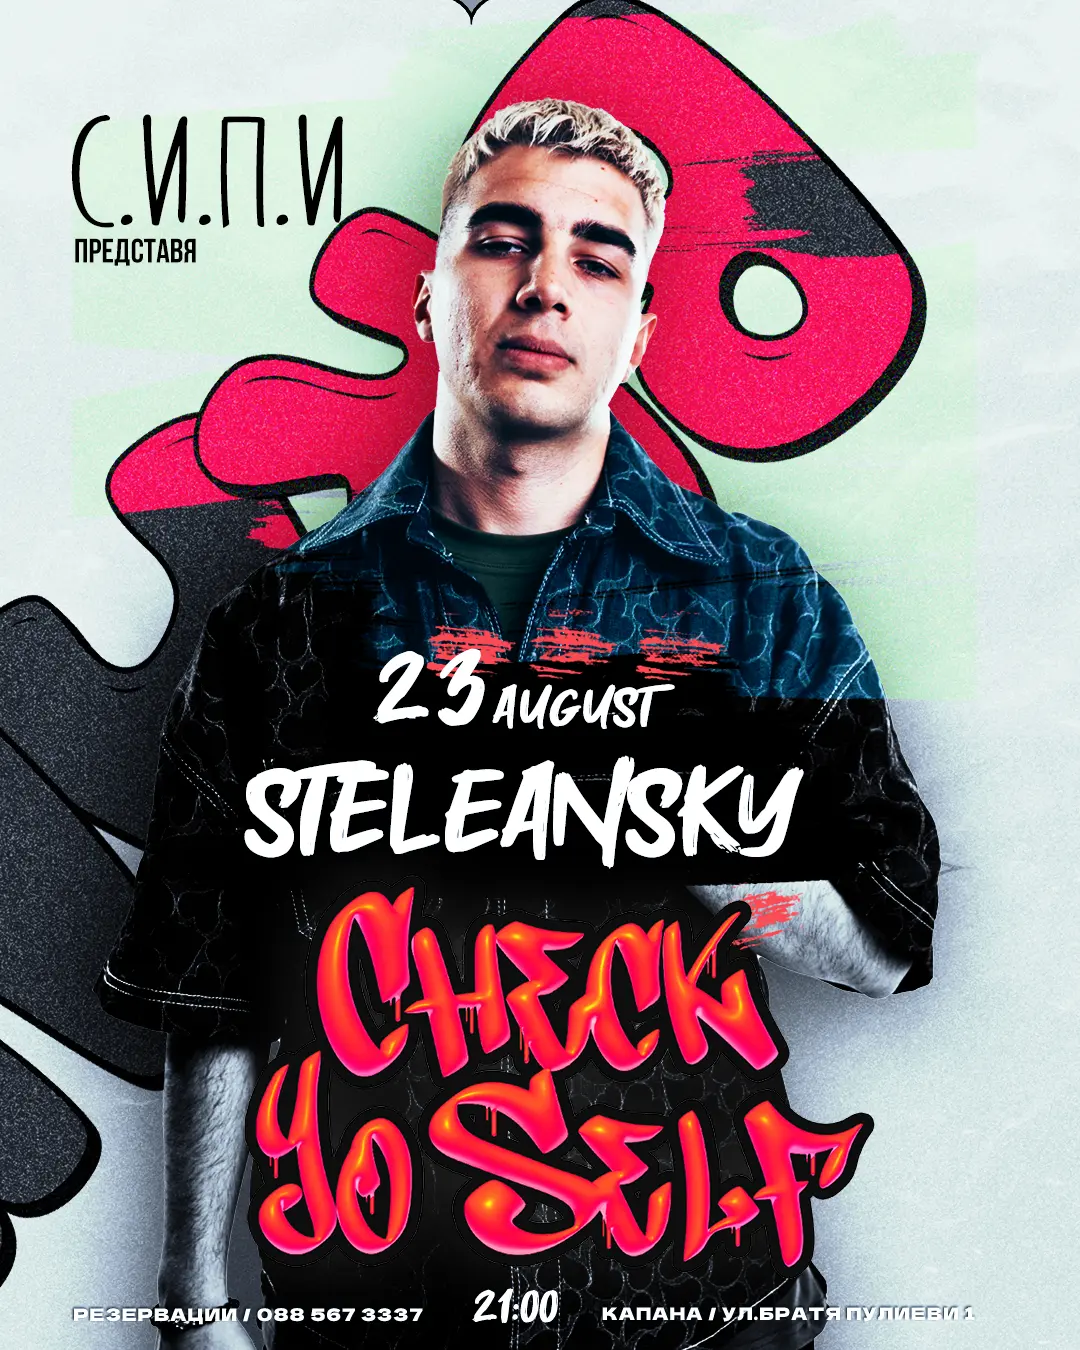 С.И.П.И
ПРЕДСТАВЯ
23 AUGUST
STELEANSKY
CHECK
YO SELF
РЕЗЕРВАЦИИ / 088 567 3337
21:00
КАПАНА / УЛ.БРАТЯ ПУЛИЕВИ 1